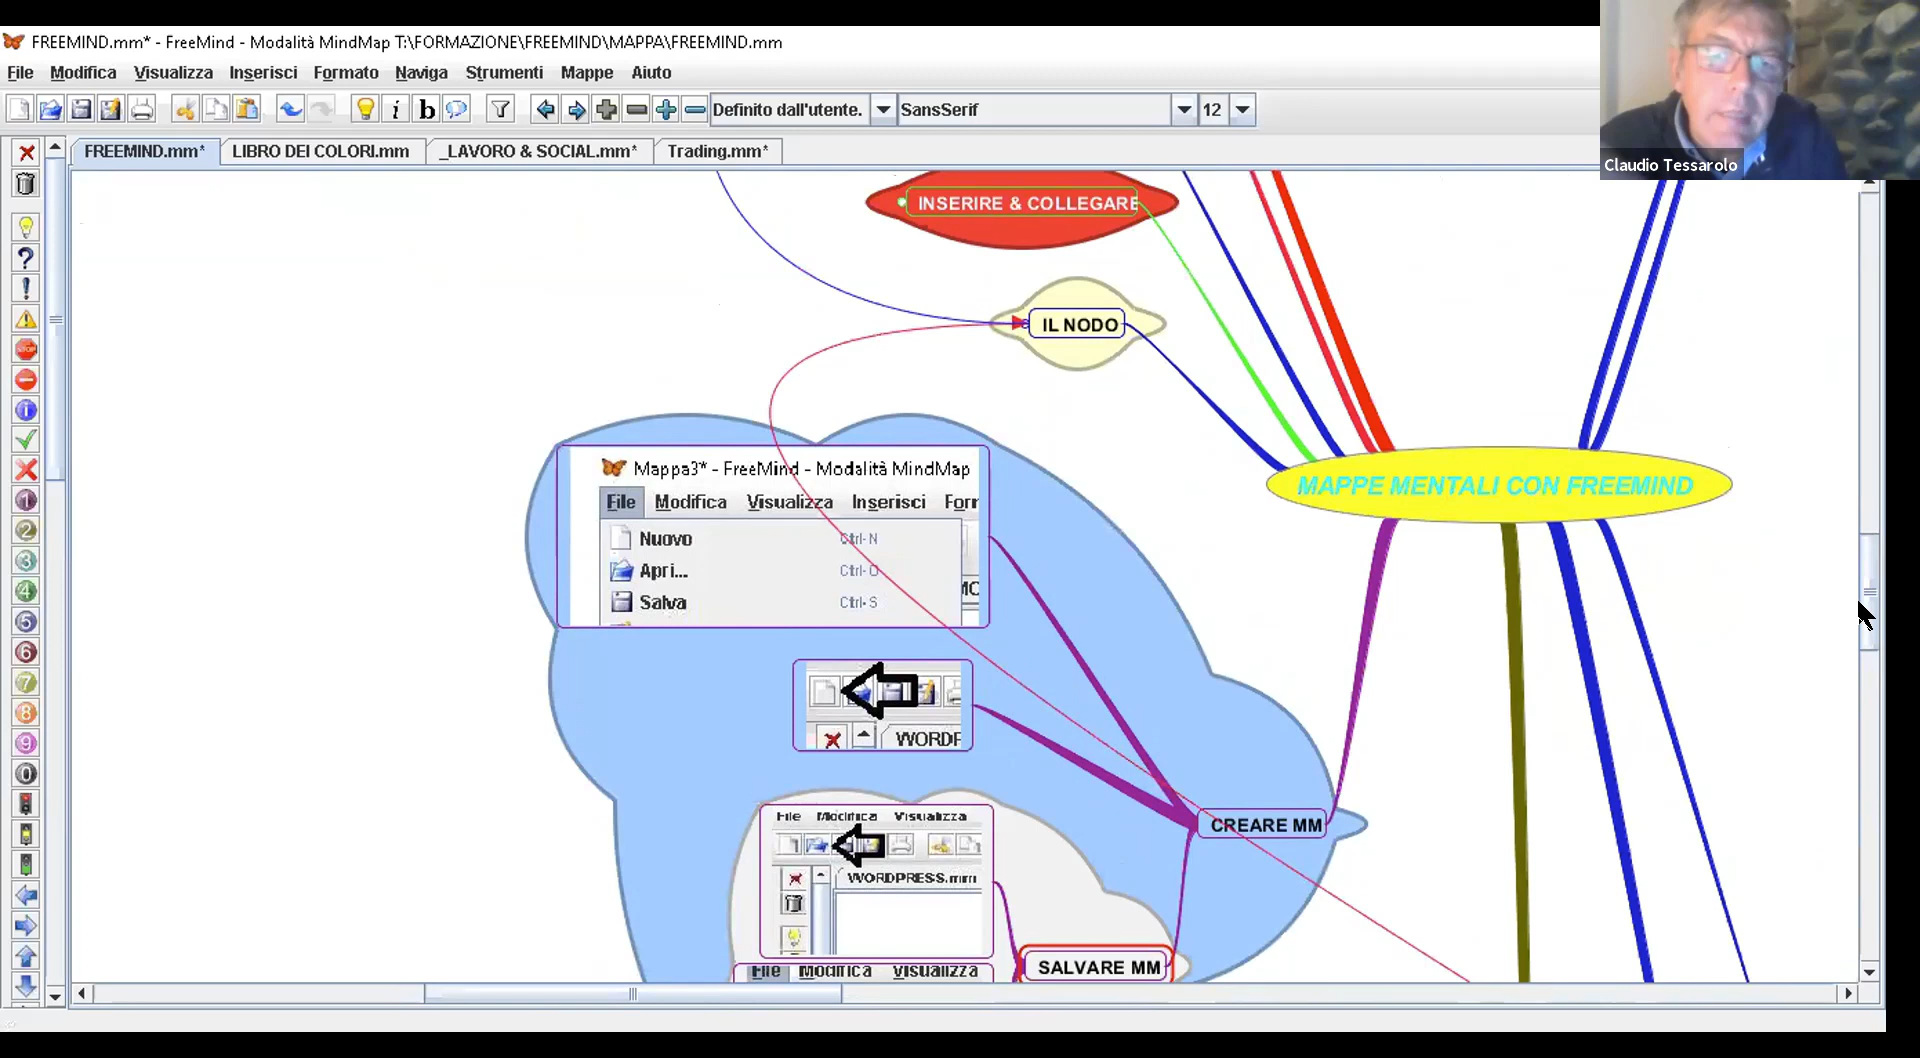 FREEMIND.mm* - FreeMind - Modalità MindMap T:\FORMAZIONE\FREEMIND\MAPPA\FREEMIND.mm
File Modifica Visualizza Inserisci Formato Naviga Strumenti Mappe Aiuto
Definito dall'utente. SansSerif 12
FREEMIND.mm* LIBRO DEI COLORI.mm _LAVORO & SOCIAL.mm* Trading.mm*
Claudio Tessarolo
INSERIRE & COLLEGARE
IL NODO
MAPPE MENTALI CON FREEMIND
Mappa3* - FreeMind - Modalità MindMap
File Modifica Visualizza Inserisci Forr
Nuovo Ctrl-N
Apri... Ctrl-O
Salva Ctrl-S
WORDP
CREARE MM
File Modifica Visualizza
WORDPRESS.mm
SALVARE MM
File Modifica Visualizza